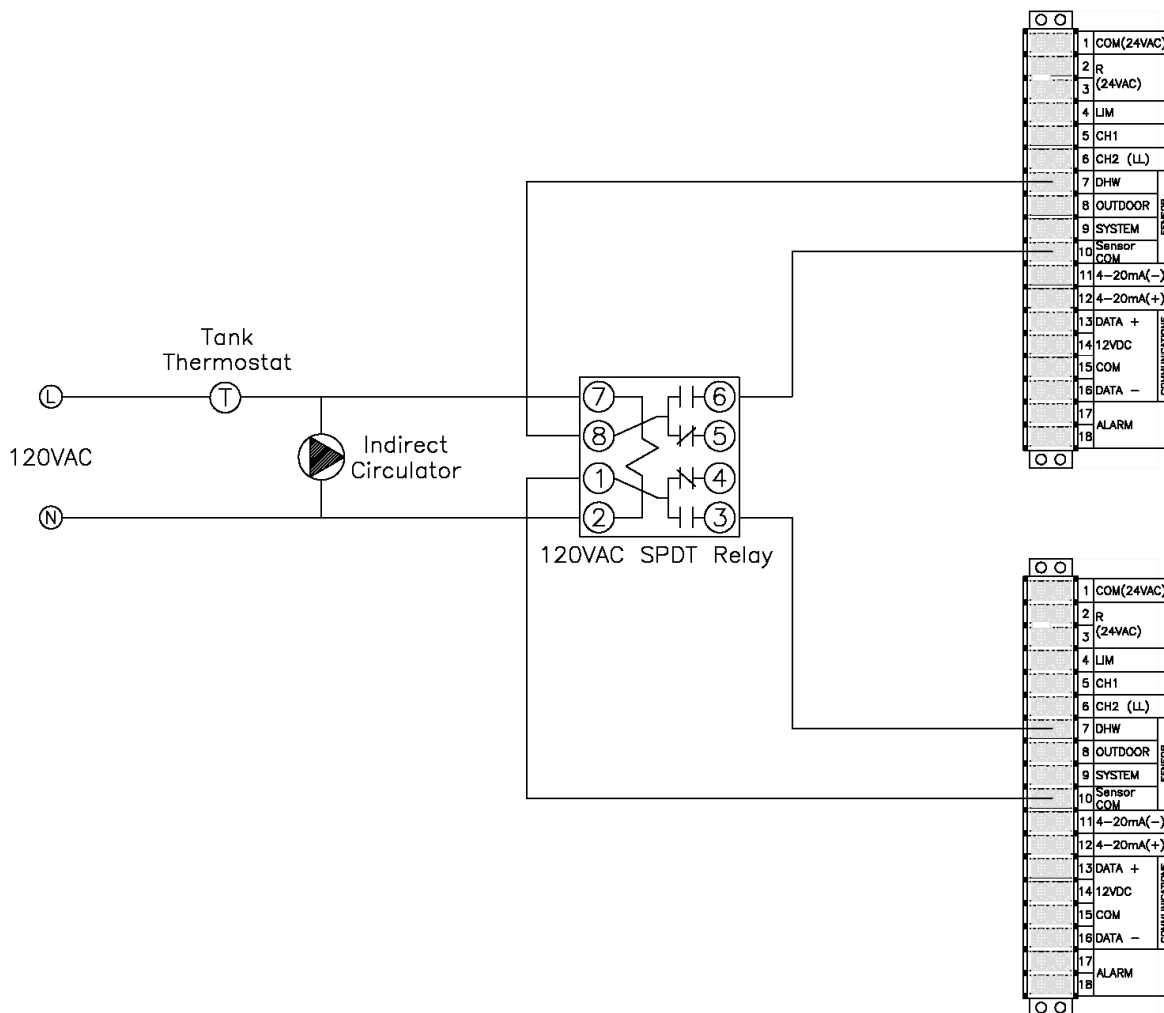 1 COM(24VAC)
2 R
3 (24VAC)
4 LIM
5 CH1
6 CH2 (LL)
7 DHW
8 OUTDOOR
9 SYSTEM
10 Sensor
COM
11 4-20mA(-)
12 4-20mA(+)
13 DATA +
14 12VDC
15 COM
16 DATA -
17
ALARM
18
Tank
Thermostat
L
T
120VAC
Indirect
Circulator
N
7
6
8
5
1
4
2
3
120VAC SPDT Relay
1 COM(24VAC)
2 R
3 (24VAC)
4 LIM
5 CH1
6 CH2 (LL)
7 DHW
8 OUTDOOR
9 SYSTEM
10 Sensor
COM
11 4-20mA(-)
12 4-20mA(+)
13 DATA +
14 12VDC
15 COM
16 DATA -
17
ALARM
18